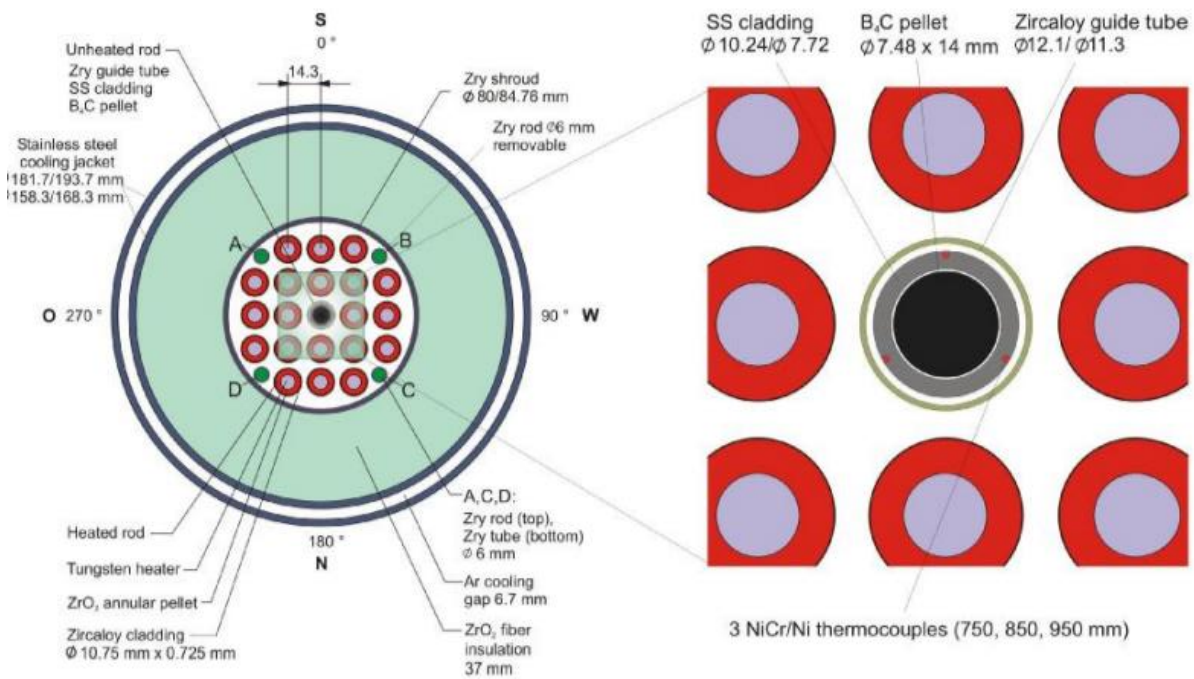 S
0 °
14.3
Unheated rod
Zry guide tube
SS cladding
B₄C pellet
Stainless steel
cooling jacket
181.7/193.7 mm
158.3/168.3 mm
Zry shroud
Ø 80/84.76 mm
Zry rod Ø6 mm
removable
A
B
O 270 °
90 ° W
D
C
Heated rod
Tungsten heater
ZrO₂ annular pellet
Zircaloy cladding
Ø 10.75 mm x 0.725 mm
180 °
N
A,C,D:
Zry rod (top),
Zry tube (bottom)
Ø 6 mm
Ar cooling
gap 6.7 mm
ZrO₂ fiber
insulation
37 mm
SS cladding
Ø 10.24/Ø 7.72
B₄C pellet
Ø 7.48 x 14 mm
Zircaloy guide tube
Ø12.1/ Ø11.3
3 NiCr/Ni thermocouples (750, 850, 950 mm)